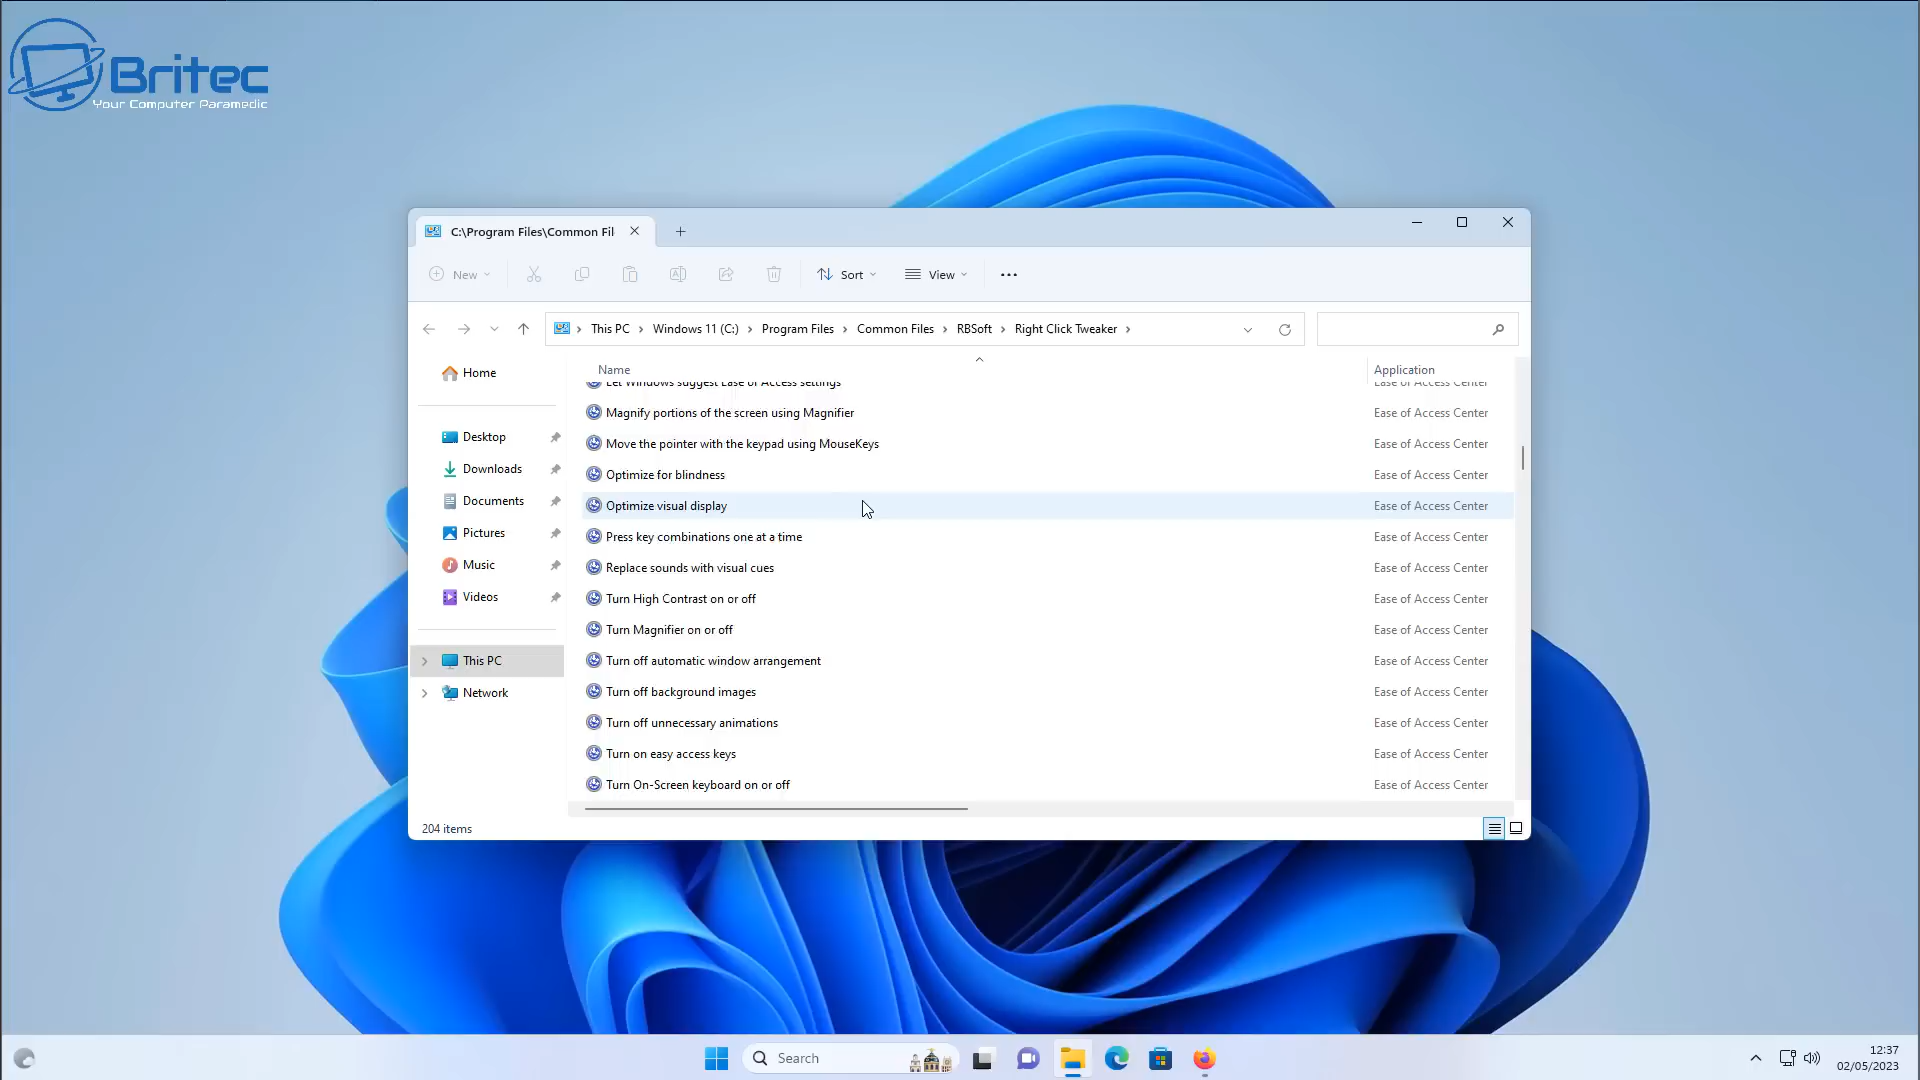 Britec
Your Computer Paramedic
C:\Program Files\Common Fil
New
Sort
View
This PC
Windows 11 (C:)
Program Files
Common Files
RBSoft
Right Click Tweaker
Home
Desktop
Downloads
Documents
Pictures
Music
Videos
This PC
Network
Name
Application
Let Windows suggest Ease of Access settings
Ease of Access Center
Magnify portions of the screen using Magnifier
Ease of Access Center
Move the pointer with the keypad using MouseKeys
Ease of Access Center
Optimize for blindness
Ease of Access Center
Optimize visual display
Ease of Access Center
Press key combinations one at a time
Ease of Access Center
Replace sounds with visual cues
Ease of Access Center
Turn High Contrast on or off
Ease of Access Center
Turn Magnifier on or off
Ease of Access Center
Turn off automatic window arrangement
Ease of Access Center
Turn off background images
Ease of Access Center
Turn off unnecessary animations
Ease of Access Center
Turn on easy access keys
Ease of Access Center
Turn On-Screen keyboard on or off
Ease of Access Center
204 items
Search
12:37
02/05/2023